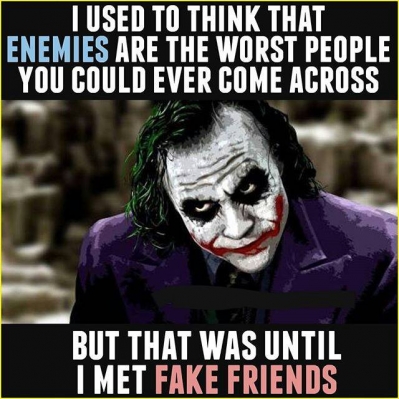 I USED TO THINK THAT
ENEMIES ARE THE WORST PEOPLE
YOU COULD EVER COME ACROSS
BUT THAT WAS UNTIL
I MET FAKE FRIENDS